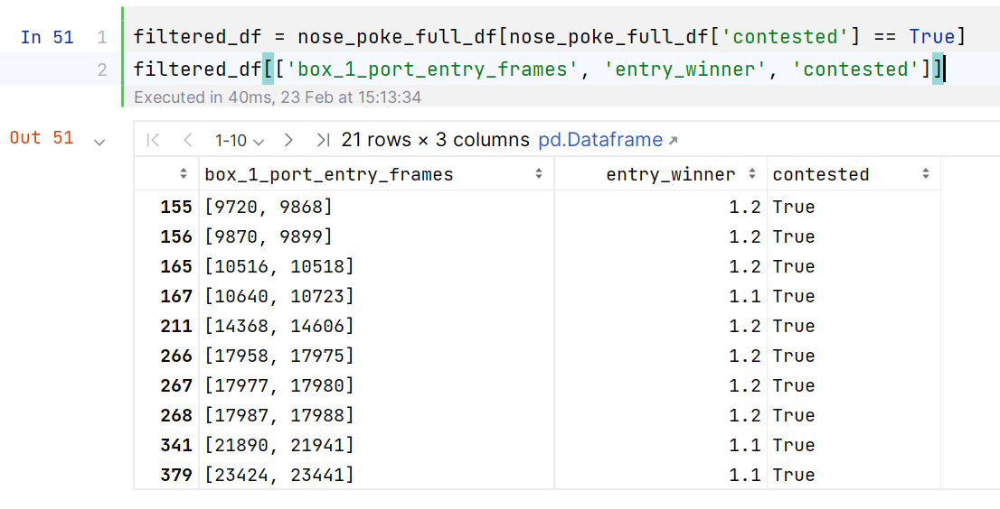 In 51 1 filtered_df = nose_poke_full_df[nose_poke_full_df['contested'] == True]
2 filtered_df[['box_1_port_entry_frames', 'entry_winner', 'contested']]
Executed in 40ms, 23 Feb at 15:13:34
Out 51 1-10 21 rows × 3 columns pd.Dataframe
box_1_port_entry_frames entry_winner contested
155 [9720, 9868] 1.2 True
156 [9870, 9899] 1.2 True
165 [10516, 10518] 1.2 True
167 [10640, 10723] 1.1 True
211 [14368, 14606] 1.2 True
266 [17958, 17975] 1.2 True
267 [17977, 17980] 1.2 True
268 [17987, 17988] 1.2 True
341 [21890, 21941] 1.1 True
379 [23424, 23441] 1.1 True